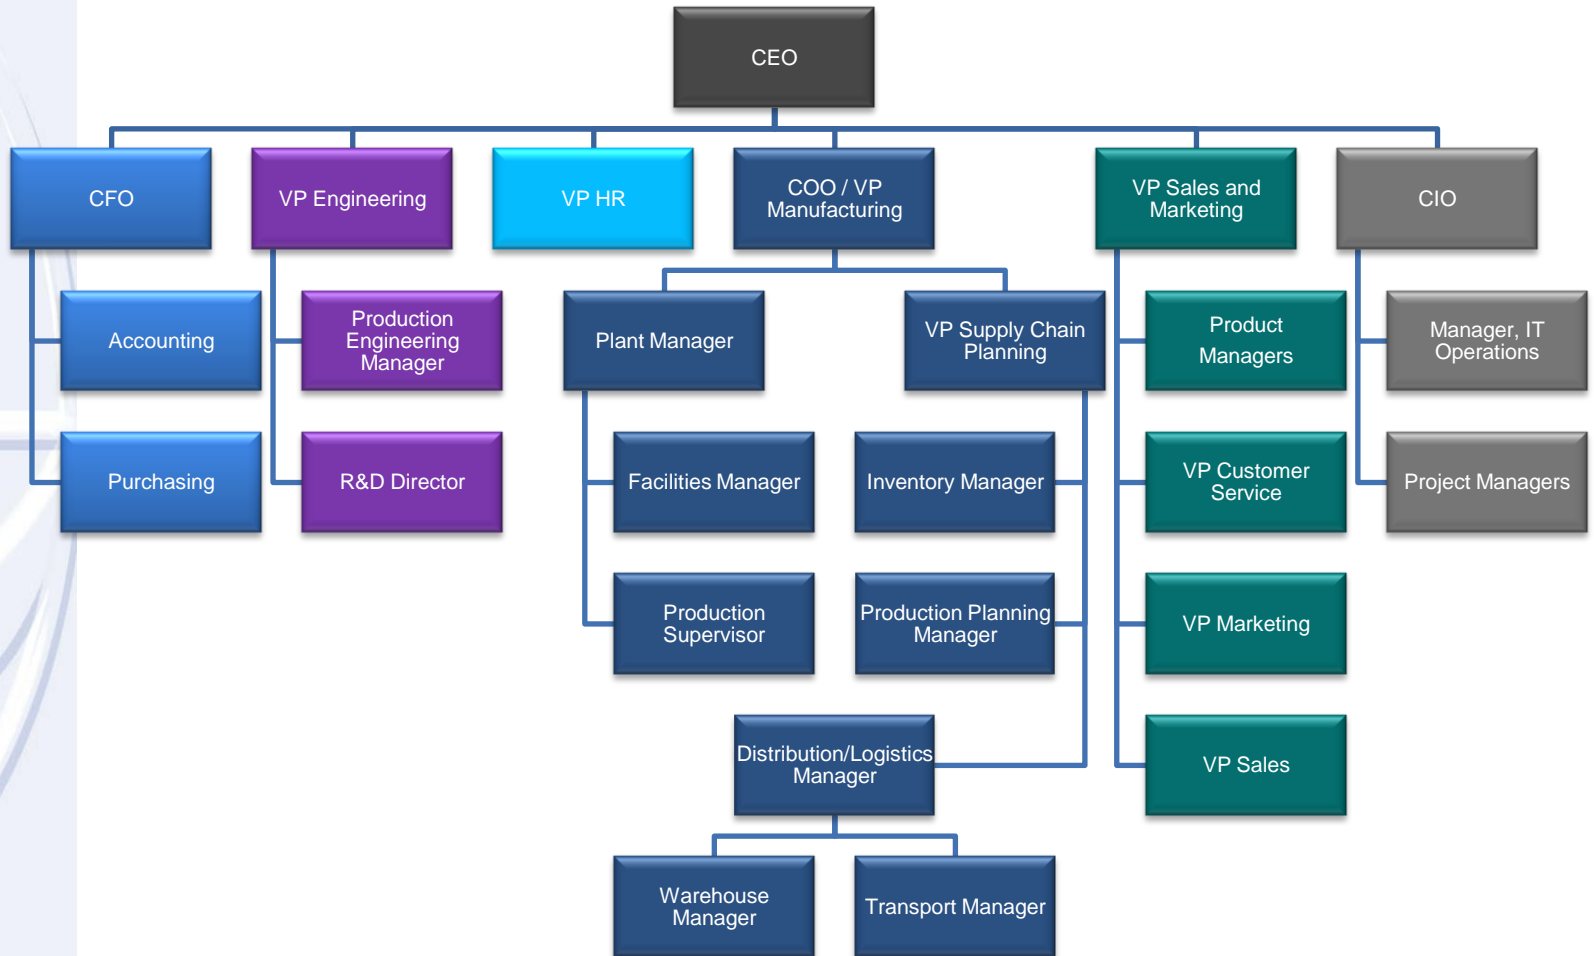 CEO
CFO
VP Engineering
VP HR
COO / VP
Manufacturing
VP Sales and
Marketing
CIO
Accounting
Production
Engineering
Manager
Plant Manager
VP Supply Chain
Planning
Product
Managers
Manager, IT
Operations
Purchasing
R&D Director
Facilities Manager
Inventory Manager
VP Customer
Service
Project Managers
Production
Supervisor
Production Planning
Manager
VP Marketing
Distribution/Logistics
Manager
VP Sales
Warehouse
Manager
Transport Manager